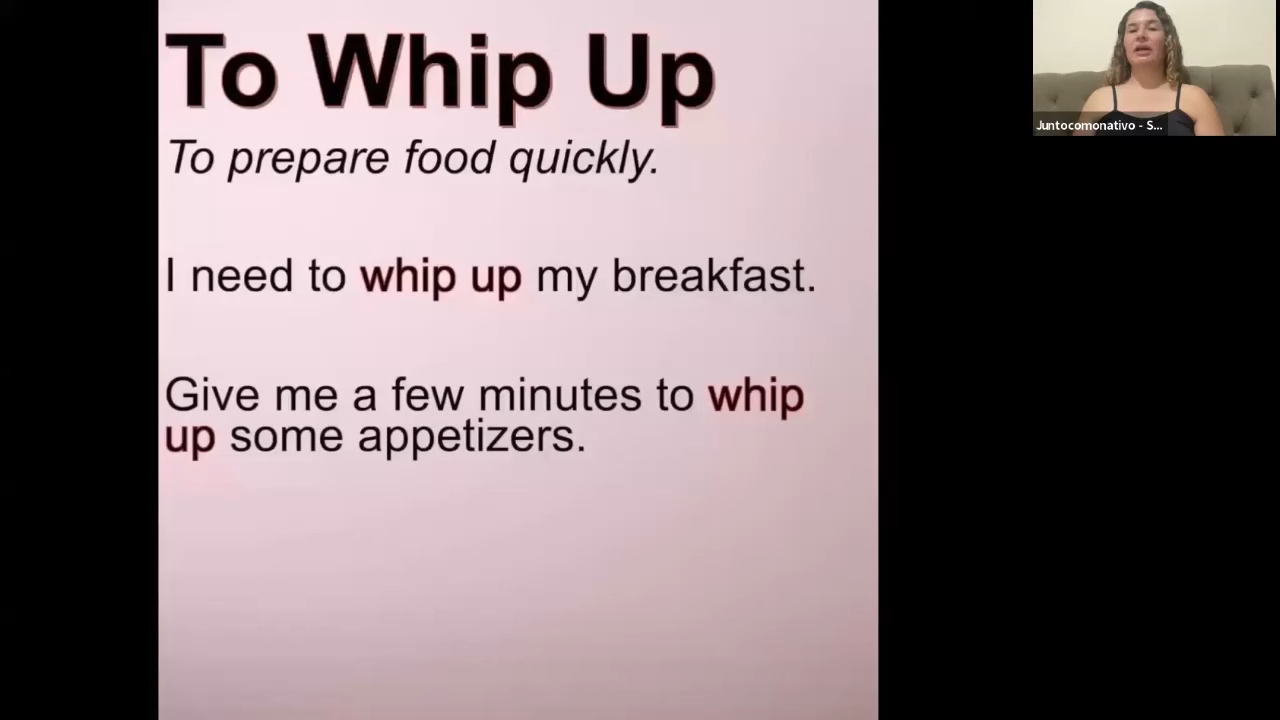 To Whip Up
To prepare food quickly.
I need to whip up my breakfast.
Give me a few minutes to whip
up some appetizers.
Juntocomonativo - S...